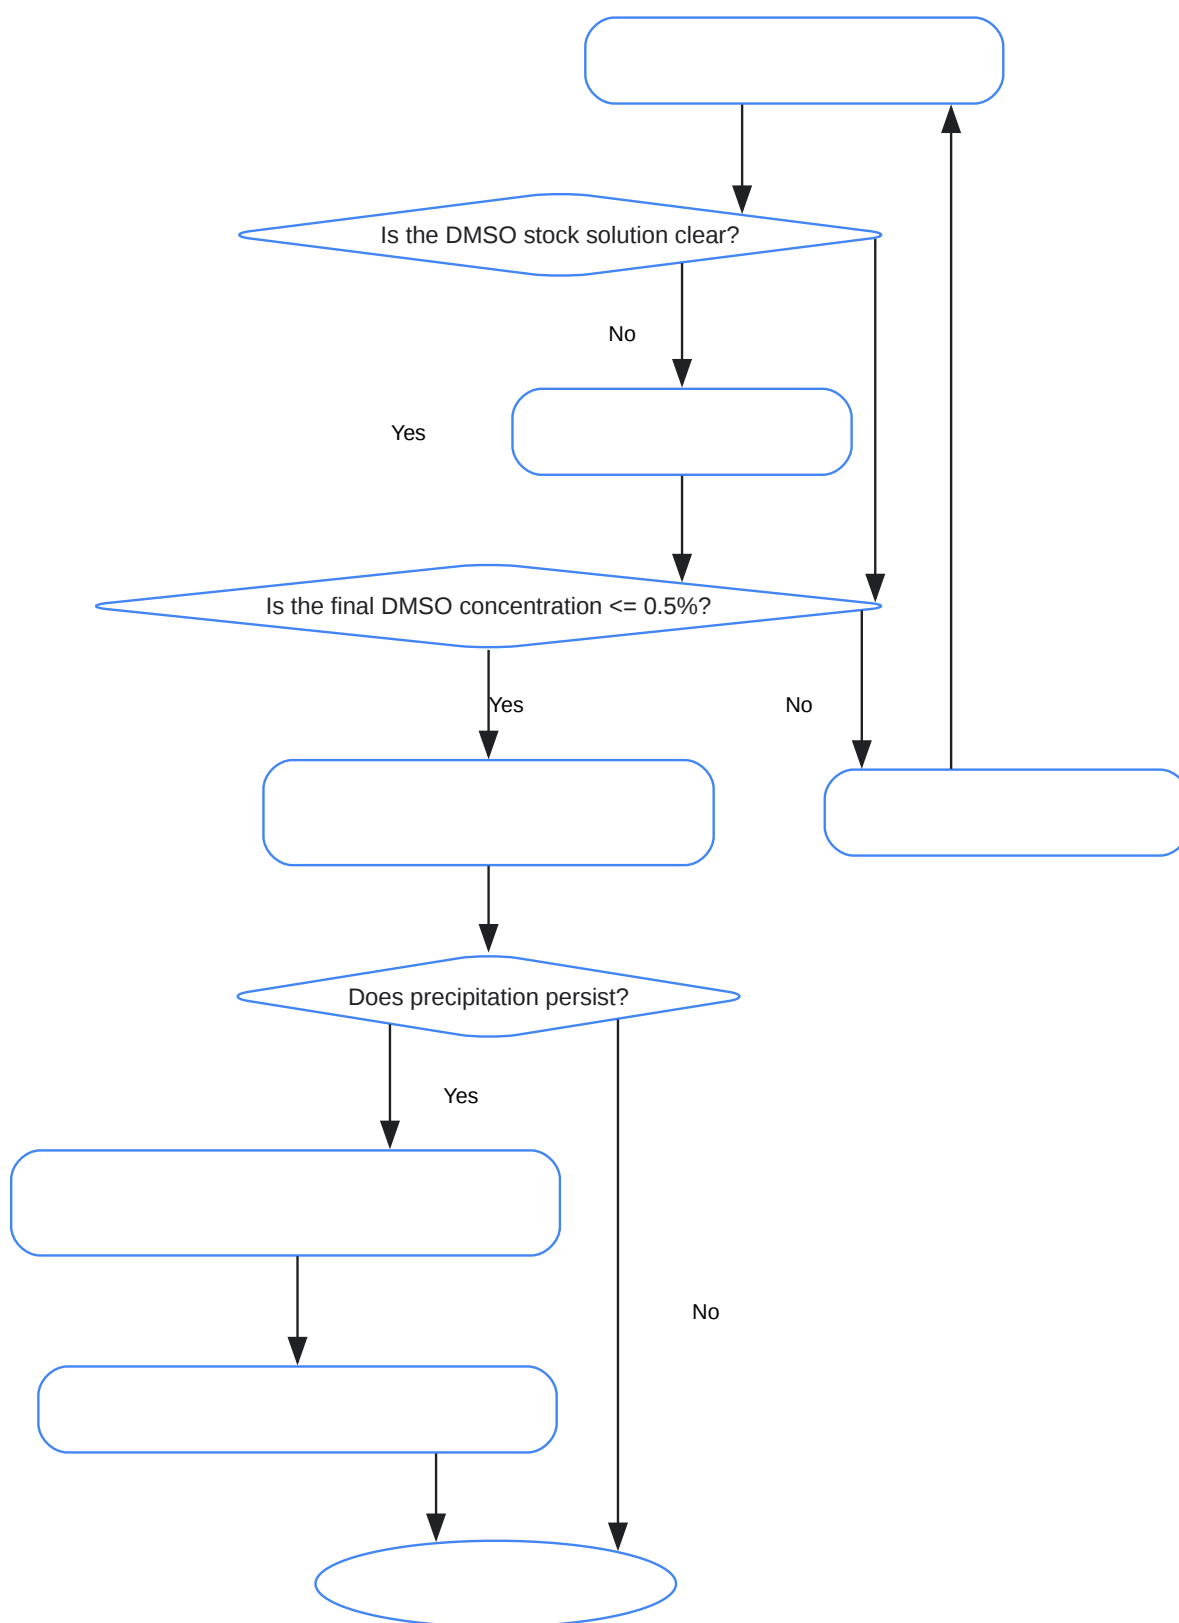 Is the DMSO stock solution clear?
No
Yes
Is the final DMSO concentration <= 0.5%?
Yes
No
Does precipitation persist?
Yes
No